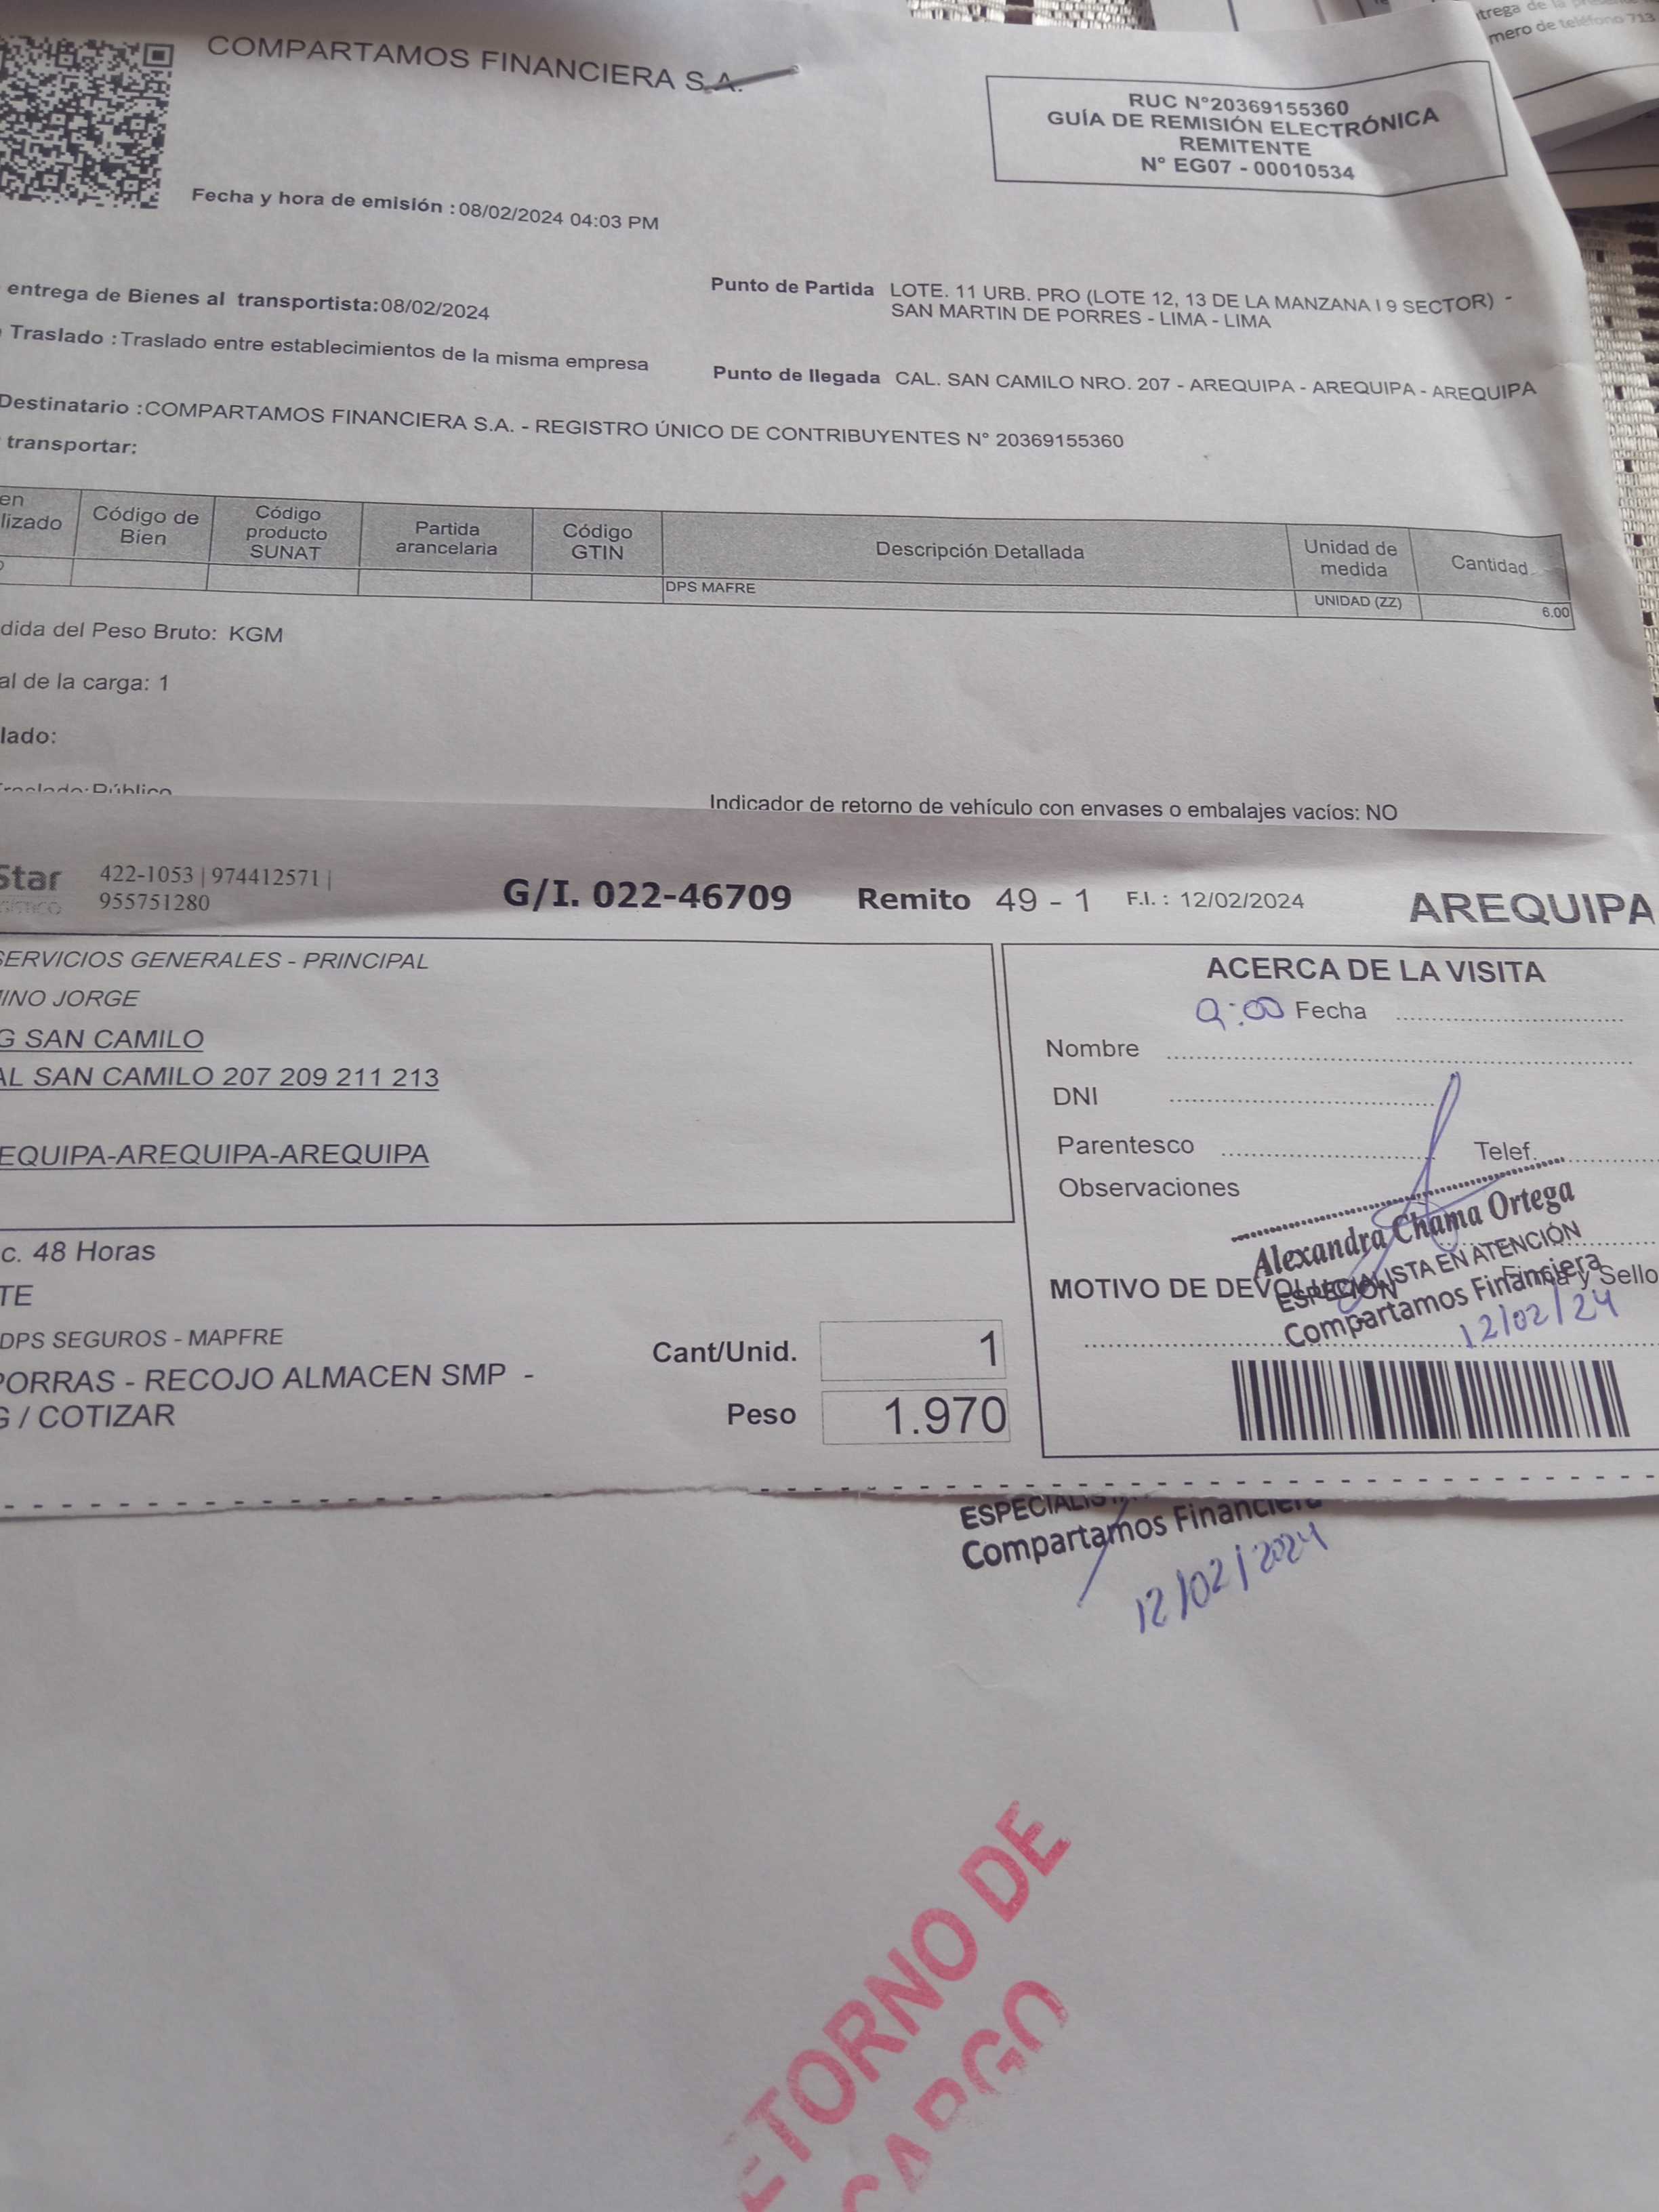 trega de la
mero de teléfono 713
COMPARTAMOS FINANCIERA S.A.
RUC N°20369155360
GUÍA DE REMISIÓN ELECTRÓNICA
REMITENTE
N° EG07 - 00010534
Fecha y hora de emisión : 08/02/2024 04:03 PM
entrega de Bienes al transportista: 08/02/2024
Traslado : Traslado entre establecimientos de la misma empresa
Punto de Partida LOTE. 11 URB. PRO (LOTE 12, 13 DE LA MANZANA I 9 SECTOR) -
SAN MARTIN DE PORRES - LIMA - LIMA
Punto de llegada CAL. SAN CAMILO NRO. 207 - AREQUIPA - AREQUIPA - AREQUIPA
Destinatario : COMPARTAMOS FINANCIERA S.A. - REGISTRO ÚNICO DE CONTRIBUYENTES N° 20369155360
transportar:
en
lizado
Código de
Bien
Código
producto
SUNAT
Partida
arancelaria
Código
GTIN
Descripción Detallada
Unidad de
medida
Cantidad
DPS MAFRE
UNIDAD (ZZ)
6.00
dida del Peso Bruto: KGM
al de la carga: 1
lado:
Traslado: Público
Indicador de retorno de vehículo con envases o embalajes vacíos: NO
Star
422-1053 | 974412571 |
955751280
G/I. 022-46709 Remito 49 - 1 F.I. : 12/02/2024 AREQUIPA
SERVICIOS GENERALES - PRINCIPAL
INO JORGE
G SAN CAMILO
AL SAN CAMILO 207 209 211 213
EQUIPA-AREQUIPA-AREQUIPA
ACERCA DE LA VISITA
9:00 Fecha
Nombre
DNI
Parentesco
Telef.
Observaciones
Alexandra Chama Ortega
ESPECIALISTA EN ATENCIÓN
Compartamos Financiera
12/02/24
MOTIVO DE DEVOLUCION
Firma y Sello
c. 48 Horas
TE
DPS SEGUROS - MAPFRE
PORRAS - RECOJO ALMACEN SMP -
G / COTIZAR
Cant/Unid. 1
Peso 1.970
ESPECIALIST
Compartamos Financiera
12/02/2024
ETORNO DE
CARGO